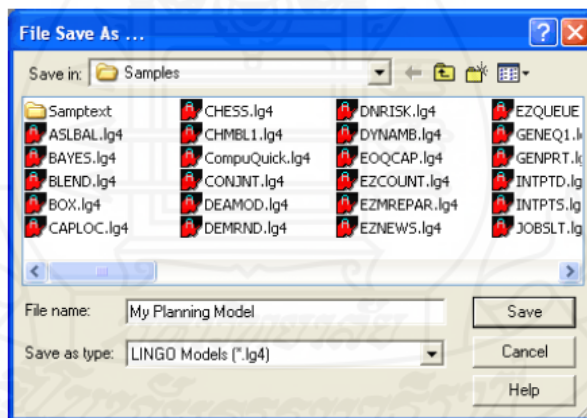 File Save As ...
Save in: Samples
Samptext CHESS.lg4 DNRISK.lg4 EZQUEUE
ASLBAL.lg4 CHMBL1.lg4 DYNAMB.lg4 GENEQ1.l
BAYES.lg4 CompuQuick.lg4 EOQCAP.lg4 GENPRT.lg
BLEND.lg4 CONJNT.lg4 EZCOUNT.lg4 INTPTD.lg
BOX.lg4 DEAMOD.lg4 EZMREPAR.lg4 INTPTS.lg
CAPLOC.lg4 DEMRND.lg4 EZNEWS.lg4 JOBSLT.lg
File name: My Planning Model Save
Save as type: LINGO Models (*.lg4) Cancel
Help